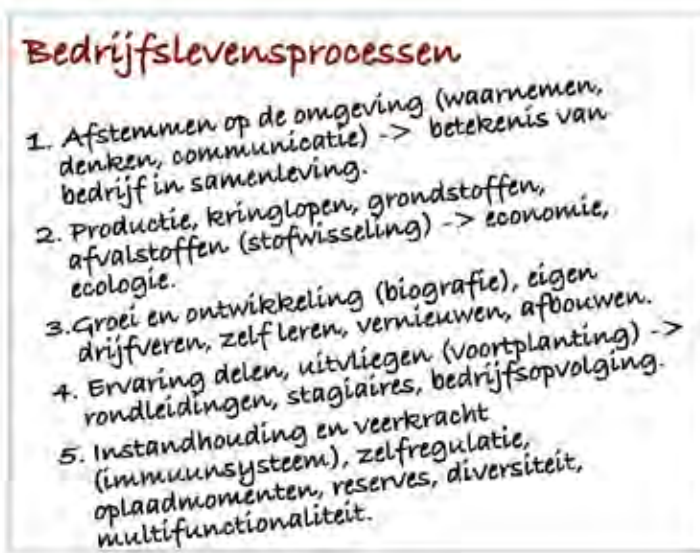 Bedrijfslevensprocessen
1. Afstemmen op de omgeving (waarnemen,
denken, communicatie) -> betekenis van
bedrijf in samenleving.
2. Productie, kringlopen, grondstoffen,
afvalstoffen (stofwisseling) -> economie,
ecologie.
3.Groei en ontwikkeling (biografie), eigen
drijfveren, zelf leren, vernieuwen, afbouwen.
4. Ervaring delen, uitvliegen (voortplanting) ->
rondleidingen, stagiaires, bedrijfsopvolging.
5. Instandhouding en veerkracht
(immuunsysteem), zelfregulatie,
oplaadmomenten, reserves, diversiteit,
multifunctionaliteit.